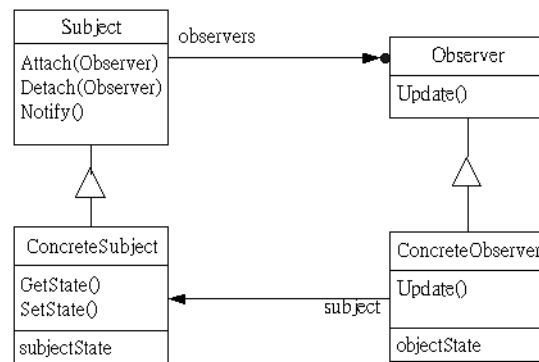 Subject
Attach(Observer)
Detach(Observer)
Notify()
observers
Observer
Update()
ConcreteSubject
GetState()
SetState()
subjectState
subject
ConcreteObserver
Update()
objectState